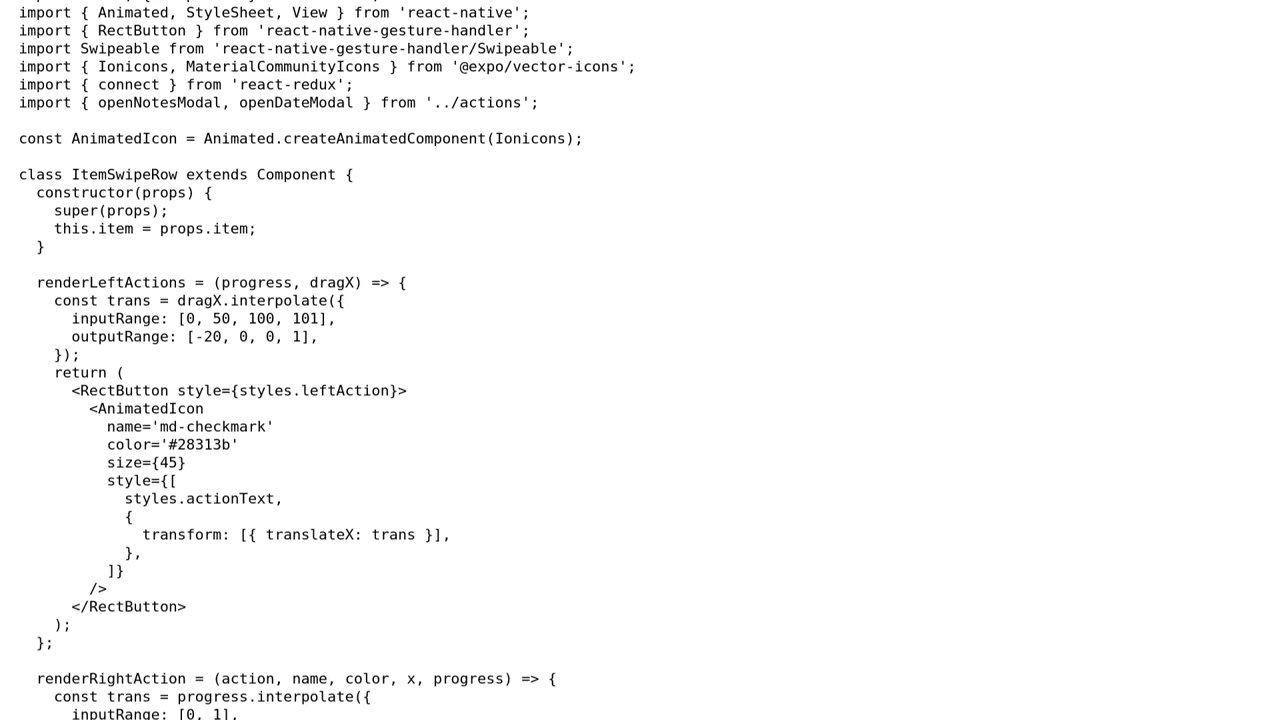 import { Animated, StyleSheet, View } from 'react-native';
import { RectButton } from 'react-native-gesture-handler';
import Swipeable from 'react-native-gesture-handler/Swipeable';
import { Ionicons, MaterialCommunityIcons } from '@expo/vector-icons';
import { connect } from 'react-redux';
import { openNotesModal, openDateModal } from '../actions';

const AnimatedIcon = Animated.createAnimatedComponent(Ionicons);

class ItemSwipeRow extends Component {
  constructor(props) {
    super(props);
    this.item = props.item;
  }

  renderLeftActions = (progress, dragX) => {
    const trans = dragX.interpolate({
      inputRange: [0, 50, 100, 101],
      outputRange: [-20, 0, 0, 1],
    });
    return (
      <RectButton style={styles.leftAction}>
        <AnimatedIcon
          name='md-checkmark'
          color='#28313b'
          size={45}
          style={[
            styles.actionText,
            {
              transform: [{ translateX: trans }],
            },
          ]}
        />
      </RectButton>
    );
  };

  renderRightAction = (action, name, color, x, progress) => {
    const trans = progress.interpolate({
      inputRange: [0, 1],